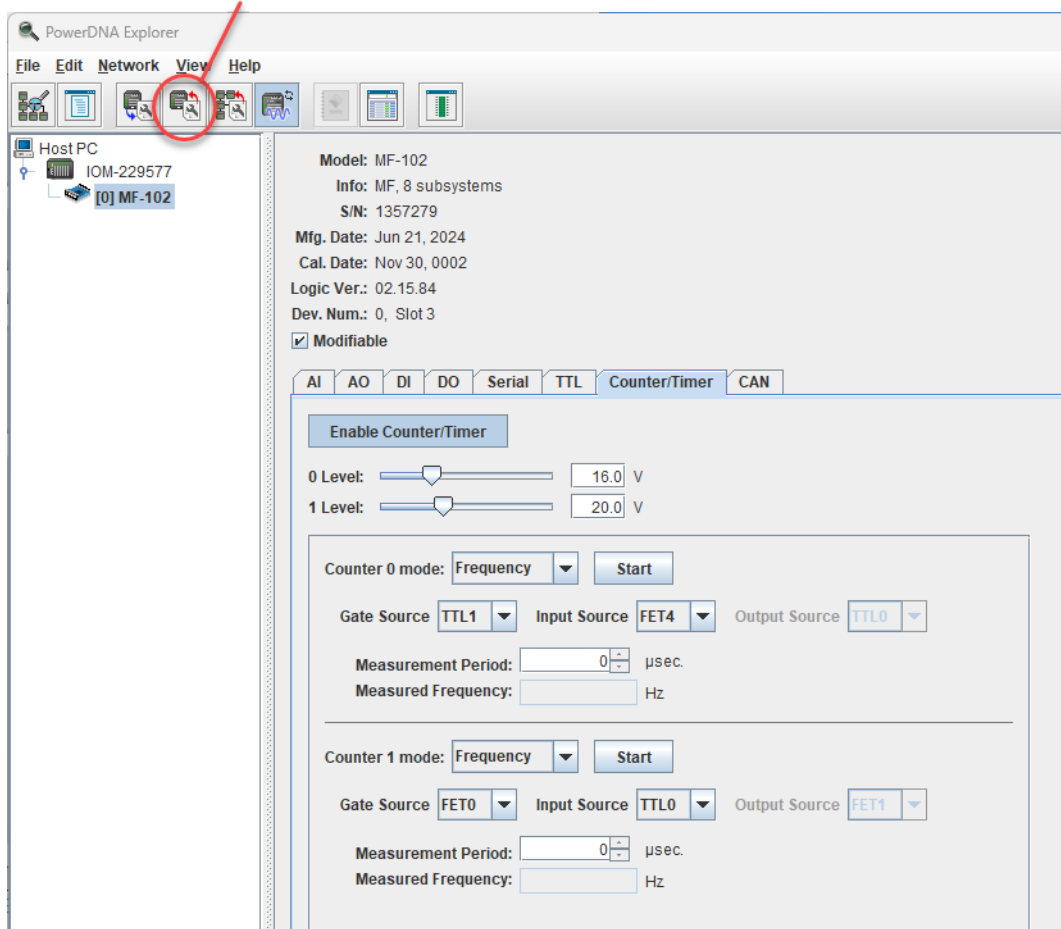 PowerDNA Explorer
File Edit Network View Help
Host PC
IOM-229577
[0] MF-102
Model: MF-102
Info: MF, 8 subsystems
S/N: 1357279
Mfg. Date: Jun 21, 2024
Cal. Date: Nov 30, 0002
Logic Ver.: 02.15.84
Dev. Num.: 0, Slot 3
Modifiable
AI AO DI DO Serial TTL Counter/Timer CAN
Enable Counter/Timer
0 Level: 16.0 V
1 Level: 20.0 V
Counter 0 mode: Frequency Start
Gate Source TTL1 Input Source FET4 Output Source TTL0
Measurement Period: 0 µsec.
Measured Frequency: Hz
Counter 1 mode: Frequency Start
Gate Source FET0 Input Source TTL0 Output Source FET1
Measurement Period: 0 µsec.
Measured Frequency: Hz